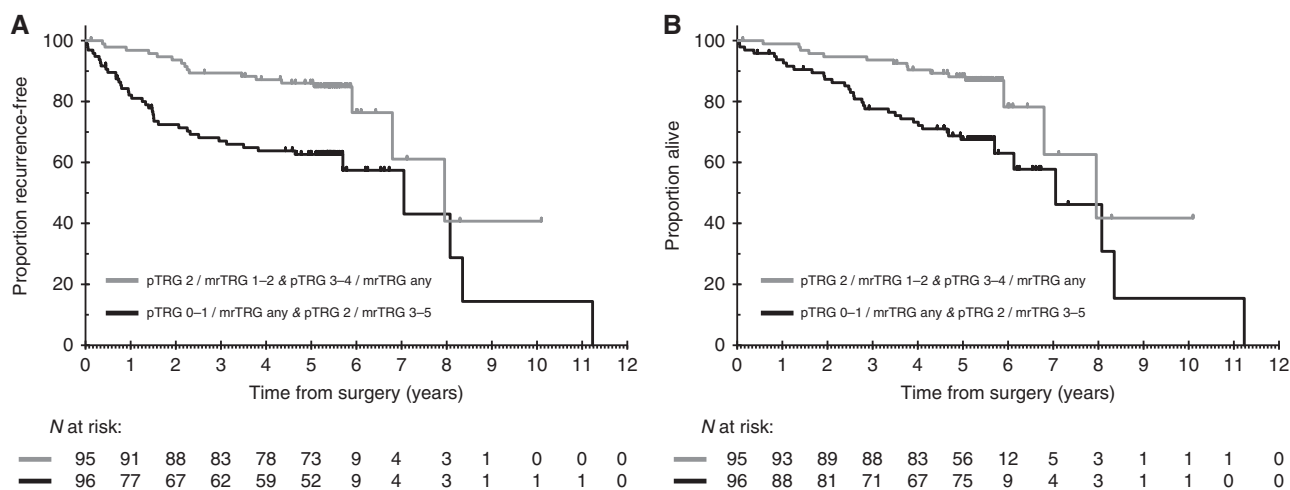 A
Proportion recurrence-free
100
80
60
40
20
0
pTRG 2 / mrTRG 1–2 & pTRG 3–4 / mrTRG any
pTRG 0–1 / mrTRG any & pTRG 2 / mrTRG 3–5
0 1 2 3 4 5 6 7 8 9 10 11 12
Time from surgery (years)
N at risk:
95 91 88 83 78 73 9 4 3 1 0 0 0
96 77 67 62 59 52 9 4 3 1 1 1 0
B
Proportion alive
100
80
60
40
20
0
pTRG 2 / mrTRG 1–2 & pTRG 3–4 / mrTRG any
pTRG 0–1 / mrTRG any & pTRG 2 / mrTRG 3–5
0 1 2 3 4 5 6 7 8 9 10 11 12
Time from surgery (years)
N at risk:
95 93 89 88 83 56 12 5 3 1 1 1 0
96 88 81 71 67 75 9 4 3 1 1 0 0